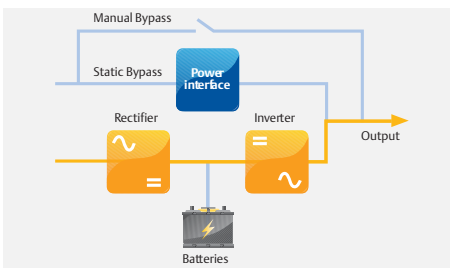 Manual Bypass
Static Bypass
Power
interface
Rectifier
Inverter
Output
Batteries